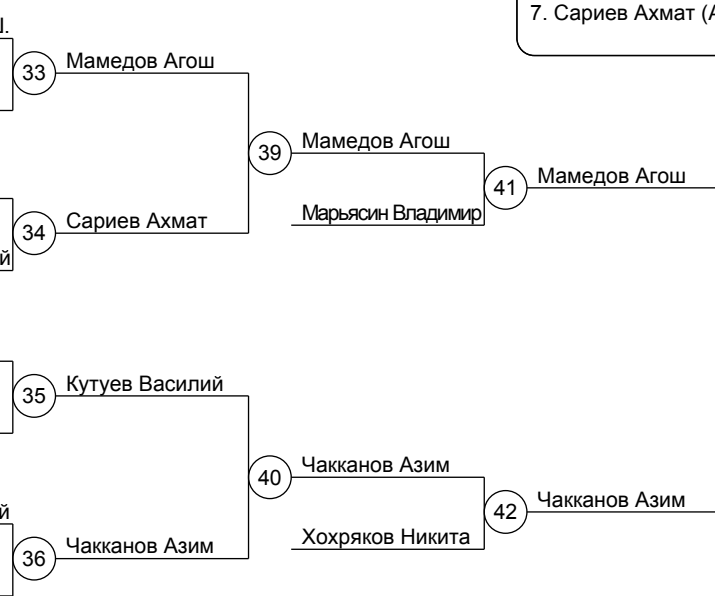 7. Сариев Ахмат (
33 Мамедов Агош
39 Мамедов Агош
41 Мамедов Агош
Марьясин Владимир
34 Сариев Ахмат
й
35 Кутуев Василий
40 Чакканов Азим
42 Чакканов Азим
Хохряков Никита
й
36 Чакканов Азим